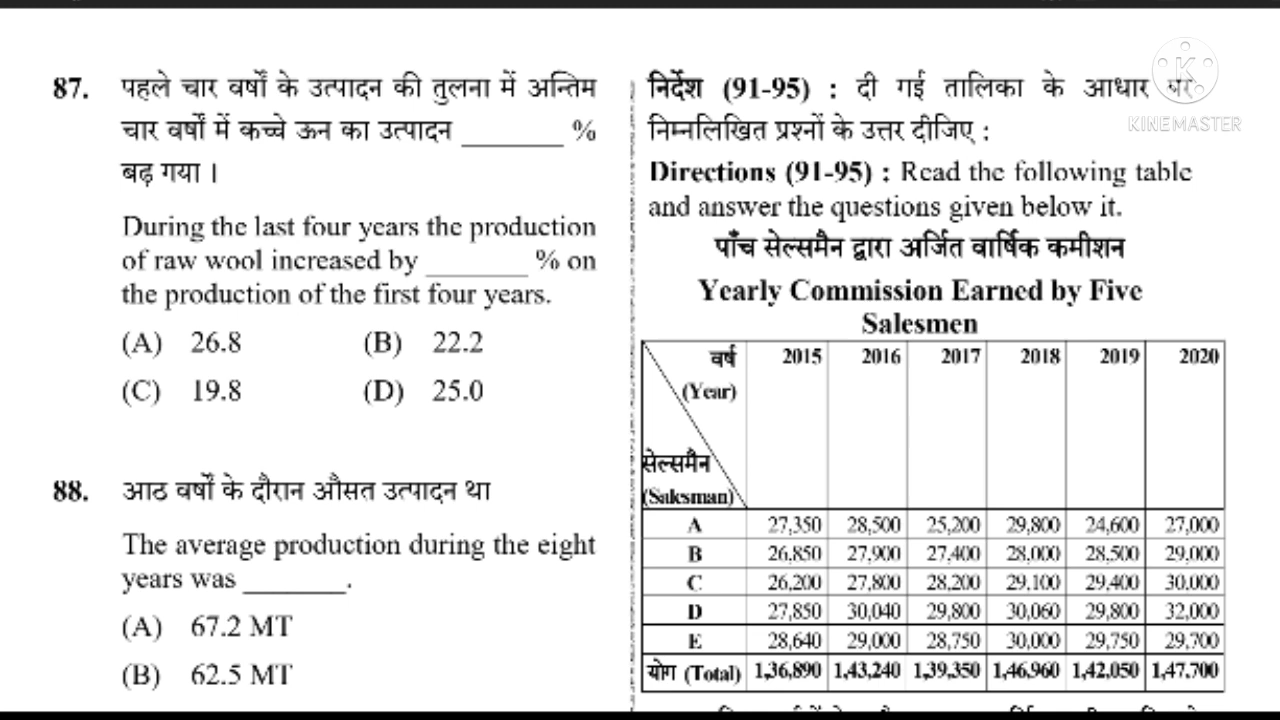 87. पहले चार वर्षों के उत्पादन की तुलना में अन्तिम
चार वर्षों में कच्चे ऊन का उत्पादन ________ %
बढ़ गया ।
During the last four years the production
of raw wool increased by ________ % on
the production of the first four years.
(A) 26.8 (B) 22.2
(C) 19.8 (D) 25.0
88. आठ वर्षों के दौरान औसत उत्पादन था
The average production during the eight
years was ________.
(A) 67.2 MT
(B) 62.5 MT
निर्देश (91-95) : दी गई तालिका के आधार पर
निम्नलिखित प्रश्नों के उत्तर दीजिए :
Directions (91-95) : Read the following table
and answer the questions given below it.
पाँच सेल्समैन द्वारा अर्जित वार्षिक कमीशन
Yearly Commission Earned by Five
Salesmen
वर्ष 2015 2016 2017 2018 2019 2020
(Year)
सेल्समैन
(Salesman)
A 27,350 28,500 25,200 29,800 24,600 27,000
B 26,850 27,900 27,400 28,000 28,500 29,000
C 26,200 27,800 28,200 29,100 29,400 30,000
D 27,850 30,040 29,800 30,060 29,800 32,000
E 28,640 29,000 28,750 30,000 29,750 29,700
योग (Total) 1,36,890 1,43,240 1,39,350 1,46,960 1,42,050 1,47,700
K
KINEMASTER